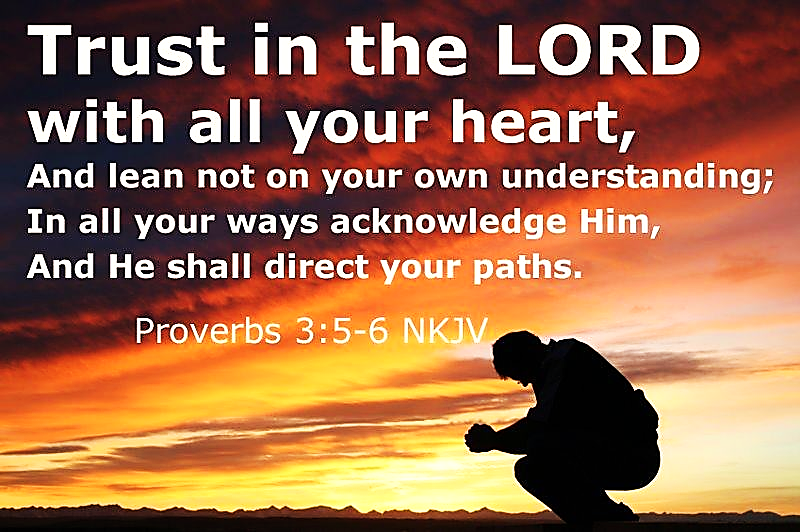 Trust in the LORD
with all your heart,
And lean not on your own understanding;
In all your ways acknowledge Him,
And He shall direct your paths.
Proverbs 3:5-6 NKJV